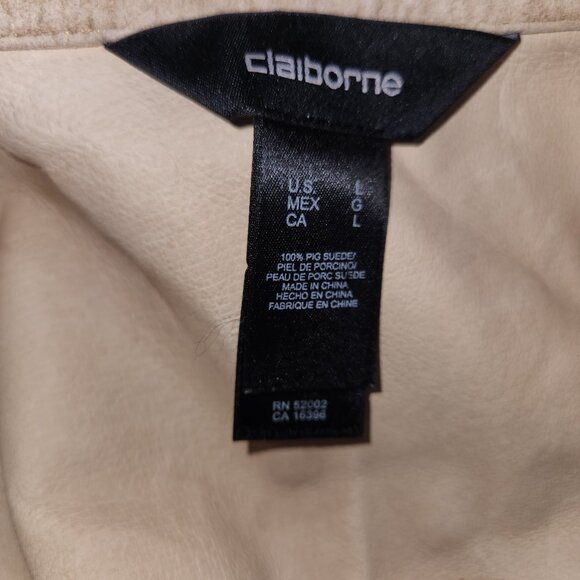 claiborne
U.S. L
MEX G
CA L
100% PIG SUEDE/
PIEL DE PORCINO/
PEAU DE PORC SUEDE
MADE IN CHINA
HECHO EN CHINA
FABRIQUE EN CHINE
RN 52002
CA 16396